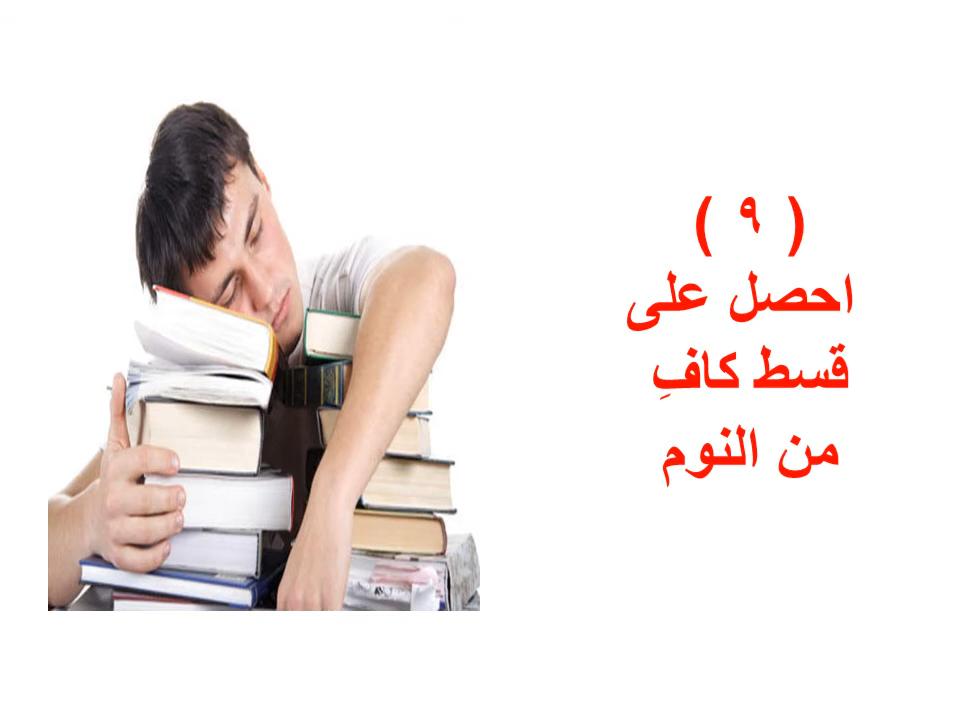 ( ٩ )
احصل على
قسط كافِ
من النوم